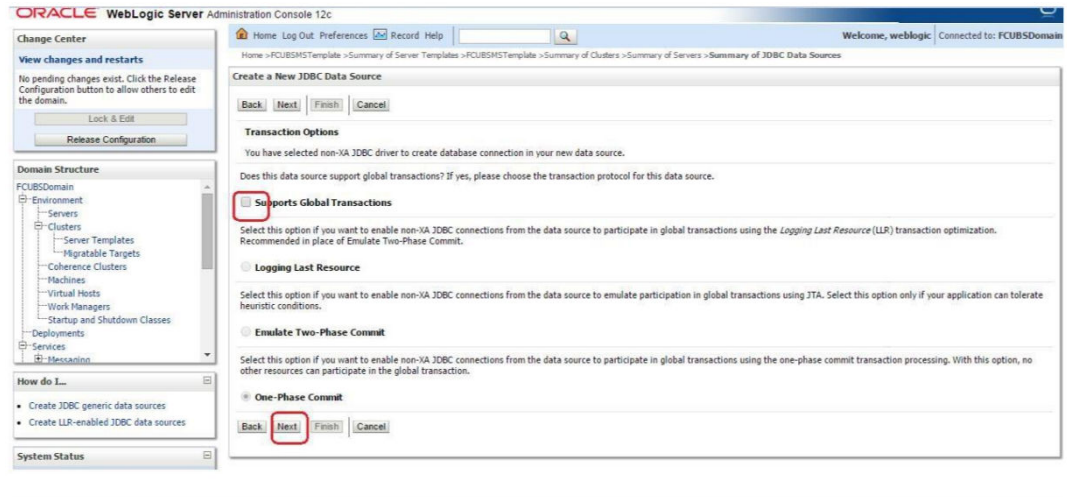 ORACLE WebLogic Server Administration Console 12c
Change Center
View changes and restarts
No pending changes exist. Click the Release
Configuration button to allow others to edit
the domain.
Lock & Edit
Release Configuration
Domain Structure
FCUBSDomain
Environment
Servers
Clusters
Server Templates
Migratable Targets
Coherence Clusters
Machines
Virtual Hosts
Work Managers
Startup and Shutdown Classes
Deployments
Services
Messaging
How do I...
Create JDBC generic data sources
Create LLR-enabled JDBC data sources
System Status
Home Log Out Preferences Record Help
Welcome, weblogic Connected to: FCUBSDomain
Home >FCUBSMSTemplate >Summary of Server Templates >FCUBSMSTemplate >Summary of Clusters >Summary of Servers >Summary of JDBC Data Sources
Create a New JDBC Data Source
Back Next Finish Cancel
Transaction Options
You have selected non-XA JDBC driver to create database connection in your new data source.
Does this data source support global transactions? If yes, please choose the transaction protocol for this data source.
Supports Global Transactions
Select this option if you want to enable non-XA JDBC connections from the data source to participate in global transactions using the Logging Last Resource (LLR) transaction optimization.
Recommended in place of Emulate Two-Phase Commit.
Logging Last Resource
Select this option if you want to enable non-XA JDBC connections from the data source to emulate participation in global transactions using JTA. Select this option only if your application can tolerate
heuristic conditions.
Emulate Two-Phase Commit
Select this option if you want to enable non-XA JDBC connections from the data source to participate in global transactions using the one-phase commit transaction processing. With this option, no
other resources can participate in the global transaction.
One-Phase Commit
Back Next Finish Cancel